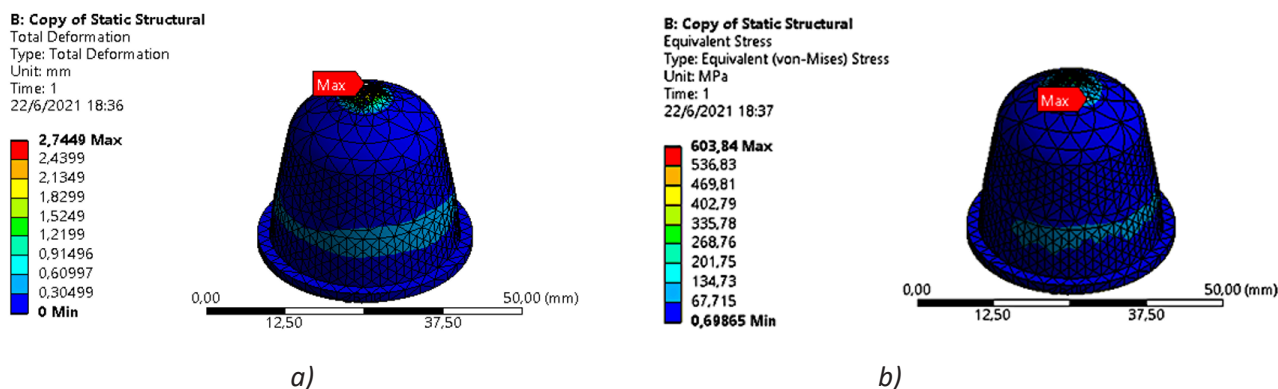 B: Copy of Static Structural
Total Deformation
Type: Total Deformation
Unit: mm
Time: 1
22/6/2021 18:36
2,7449 Max
2,4399
2,1349
1,8299
1,5249
1,2199
0,91496
0,60997
0,30499
0 Min
Max
0,00
50,00 (mm)
12,50
37,50
a)
B: Copy of Static Structural
Equivalent Stress
Type: Equivalent (von-Mises) Stress
Unit: MPa
Time: 1
22/6/2021 18:37
603,84 Max
536,83
469,81
402,79
335,78
268,76
201,75
134,73
67,715
0,69865 Min
Max
0,00
50,00 (mm)
12,50
37,50
b)